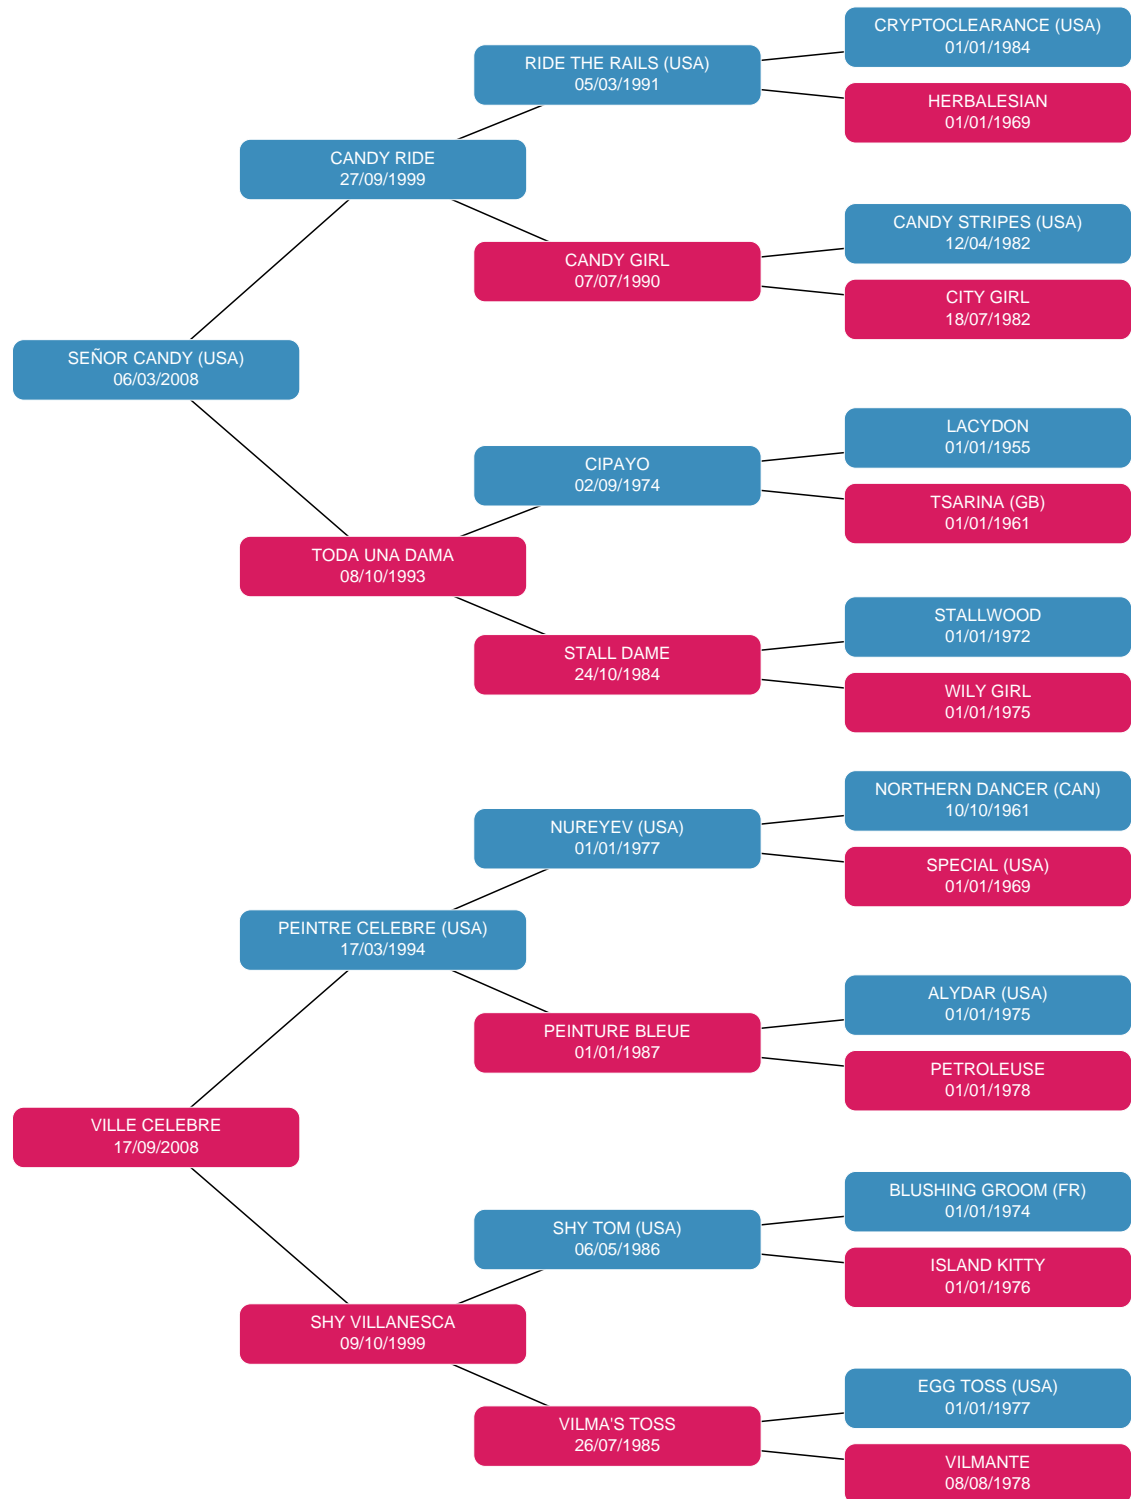 CRYPTOCLEARANCE (USA)
01/01/1984
RIDE THE RAILS (USA)
05/03/1991
HERBALESIAN
01/01/1969
CANDY RIDE
27/09/1999
CANDY STRIPES (USA)
12/04/1982
CANDY GIRL
07/07/1990
CITY GIRL
18/07/1982
SEÑOR CANDY (USA)
06/03/2008
LACYDON
01/01/1955
CIPAYO
02/09/1974
TSARINA (GB)
01/01/1961
TODA UNA DAMA
08/10/1993
STALLWOOD
01/01/1972
STALL DAME
24/10/1984
WILY GIRL
01/01/1975
NORTHERN DANCER (CAN)
10/10/1961
NUREYEV (USA)
01/01/1977
SPECIAL (USA)
01/01/1969
PEINTRE CELEBRE (USA)
17/03/1994
ALYDAR (USA)
01/01/1975
PEINTURE BLEUE
01/01/1987
PETROLEUSE
01/01/1978
VILLE CELEBRE
17/09/2008
BLUSHING GROOM (FR)
01/01/1974
SHY TOM (USA)
06/05/1986
ISLAND KITTY
01/01/1976
SHY VILLANESCA
09/10/1999
EGG TOSS (USA)
01/01/1977
VILMA'S TOSS
26/07/1985
VILMANTE
08/08/1978